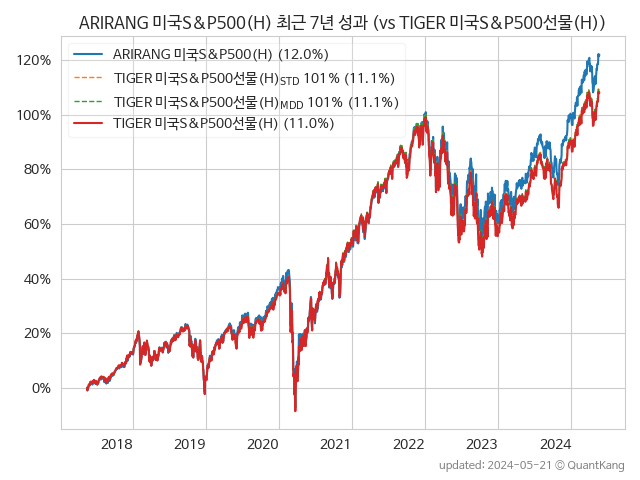 ARIRANG 미국S&P500(H) 최근 7년 성과 (vs TIGER 미국S&P500선물(H))
ARIRANG 미국S&P500(H) (12.0%)
TIGER 미국S&P500선물(H)STD 101% (11.1%)
TIGER 미국S&P500선물(H)MDD 101% (11.1%)
TIGER 미국S&P500선물(H) (11.0%)
120%
100%
80%
60%
40%
20%
0%
2018 2019 2020 2021 2022 2023 2024
updated: 2024-05-21 © QuantKang